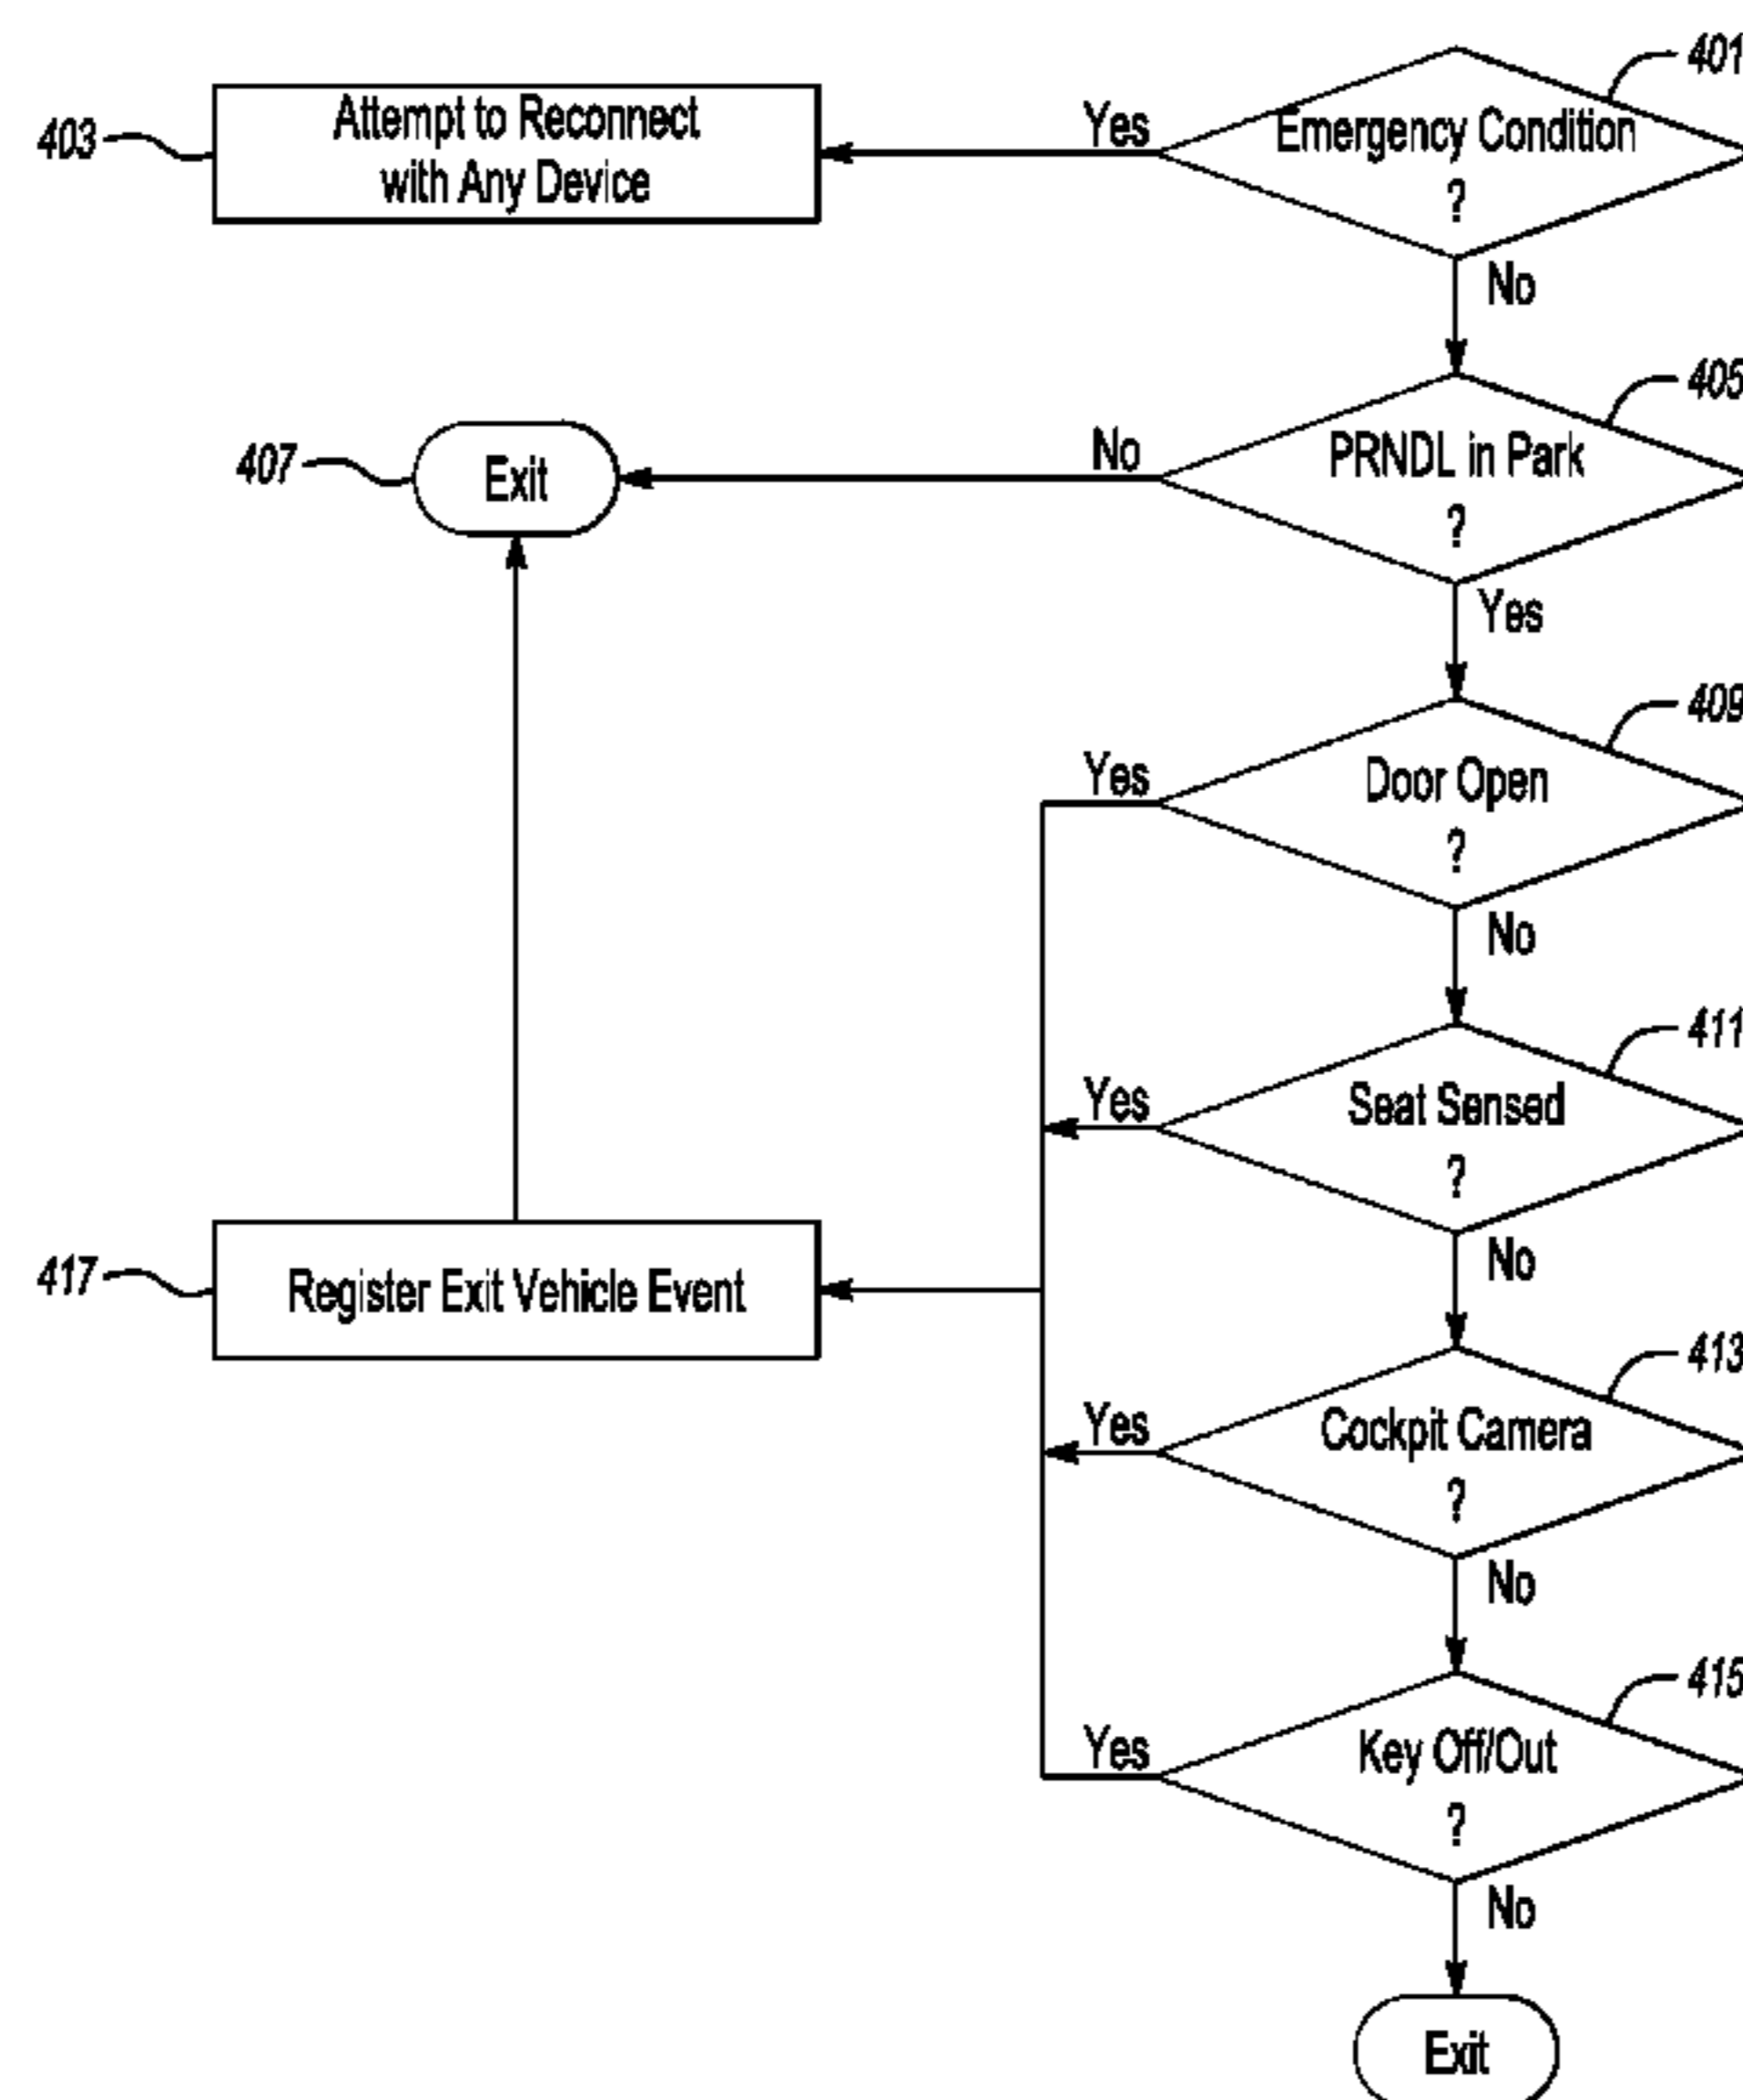 401
Emergency Condition
?
Yes
403
Attempt to Reconnect
with Any Device
No
405
PRNDL in Park
?
No
407
Exit
Yes
409
Door Open
?
Yes
No
411
Seat Sensed
?
Yes
No
417
Register Exit Vehicle Event
413
Cockpit Camera
?
Yes
No
415
Key Off/Out
?
Yes
No
Exit